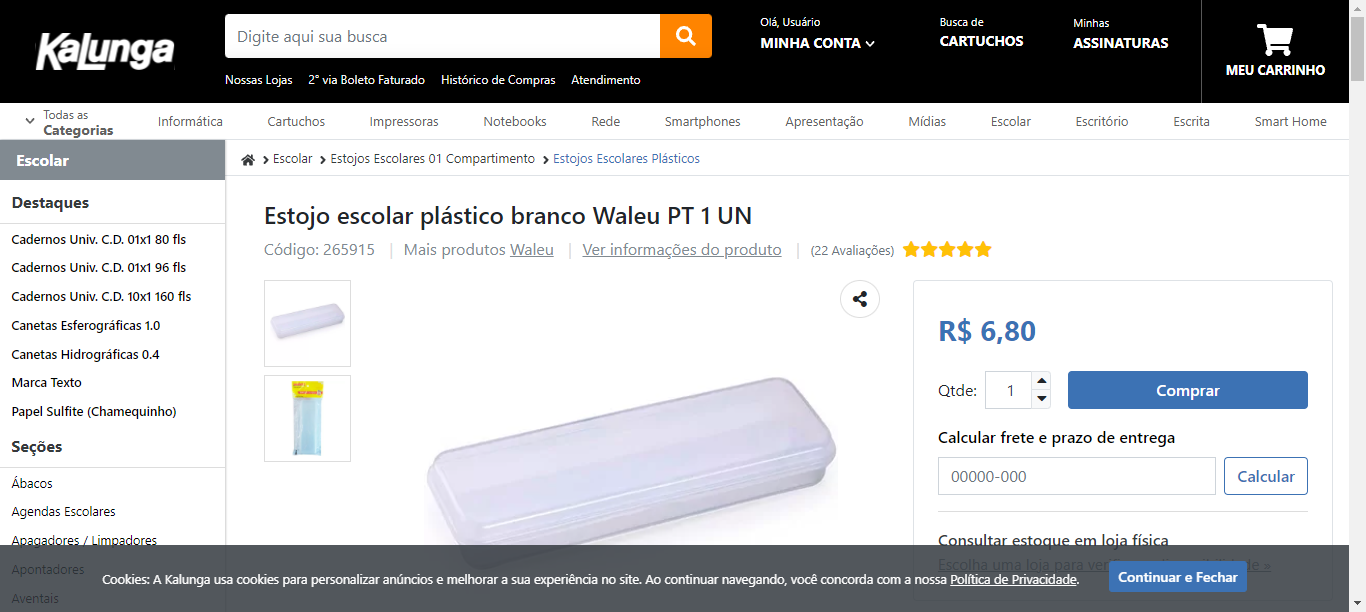 Kalunga
Digite aqui sua busca
Nossas Lojas 2° via Boleto Faturado Histórico de Compras Atendimento
Olá, Usuário
MINHA CONTA
Busca de
CARTUCHOS
Minhas
ASSINATURAS
MEU CARRINHO
Todas as
Categorias
Informática Cartuchos Impressoras Notebooks Rede Smartphones Apresentação Mídias Escolar Escritório Escrita Smart Home
Escolar
Destaques
Cadernos Univ. C.D. 01x1 80 fls
Cadernos Univ. C.D. 01x1 96 fls
Cadernos Univ. C.D. 10x1 160 fls
Canetas Esferográficas 1.0
Canetas Hidrográficas 0.4
Marca Texto
Papel Sulfite (Chamequinho)
Seções
Ábacos
Agendas Escolares
Apagadores / Limpadores
Apontadores
Aventais
Escolar Estojos Escolares 01 Compartimento Estojos Escolares Plásticos
Estojo escolar plástico branco Waleu PT 1 UN
Código: 265915 | Mais produtos Waleu | Ver informações do produto | (22 Avaliações)
R$ 6,80
Qtde: 1 Comprar
Calcular frete e prazo de entrega
00000-000 Calcular
Consultar estoque em loja física
Escolha uma loja para ver
Cookies: A Kalunga usa cookies para personalizar anúncios e melhorar a sua experiência no site. Ao continuar navegando, você concorda com a nossa Política de Privacidade.
Continuar e Fechar